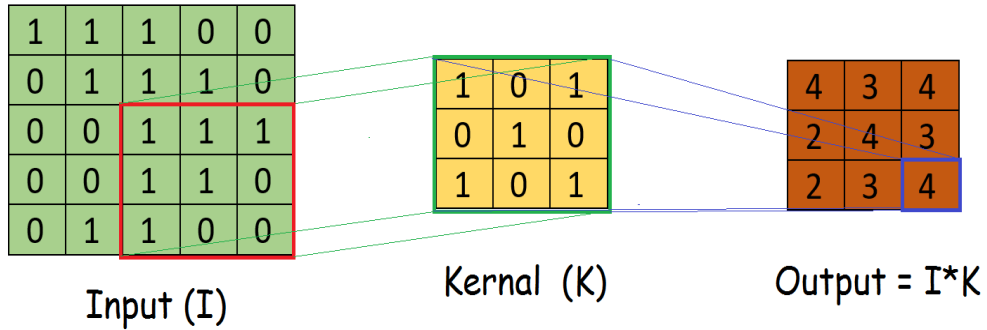 1 1 1 0 0
0 1 1 1 0
0 0 1 1 1
0 0 1 1 0
0 1 1 0 0
Input (I)
1 0 1
0 1 0
1 0 1
Kernal (K)
4 3 4
2 4 3
2 3 4
Output = I*K